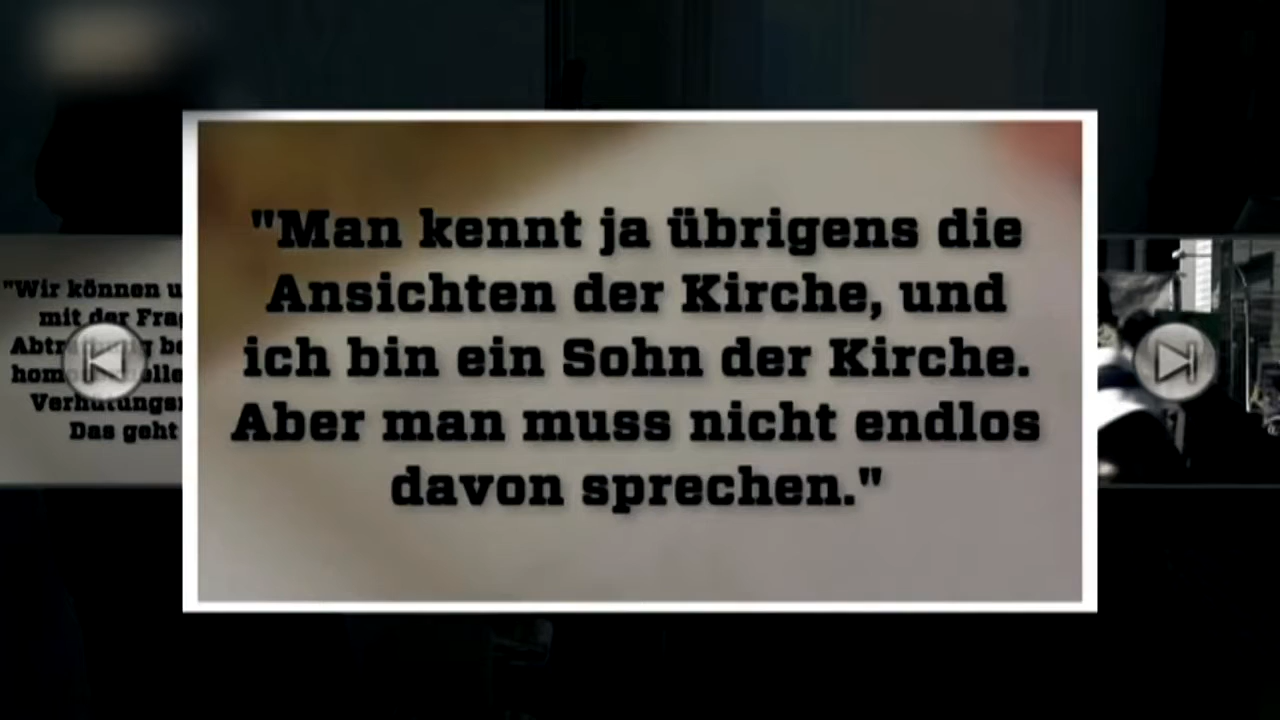 "Wir können u
mit der Fra
homo
Das geht
"Man kennt ja übrigens die
Ansichten der Kirche, und
ich bin ein Sohn der Kirche.
Aber man muss nicht endlos
davon sprechen."